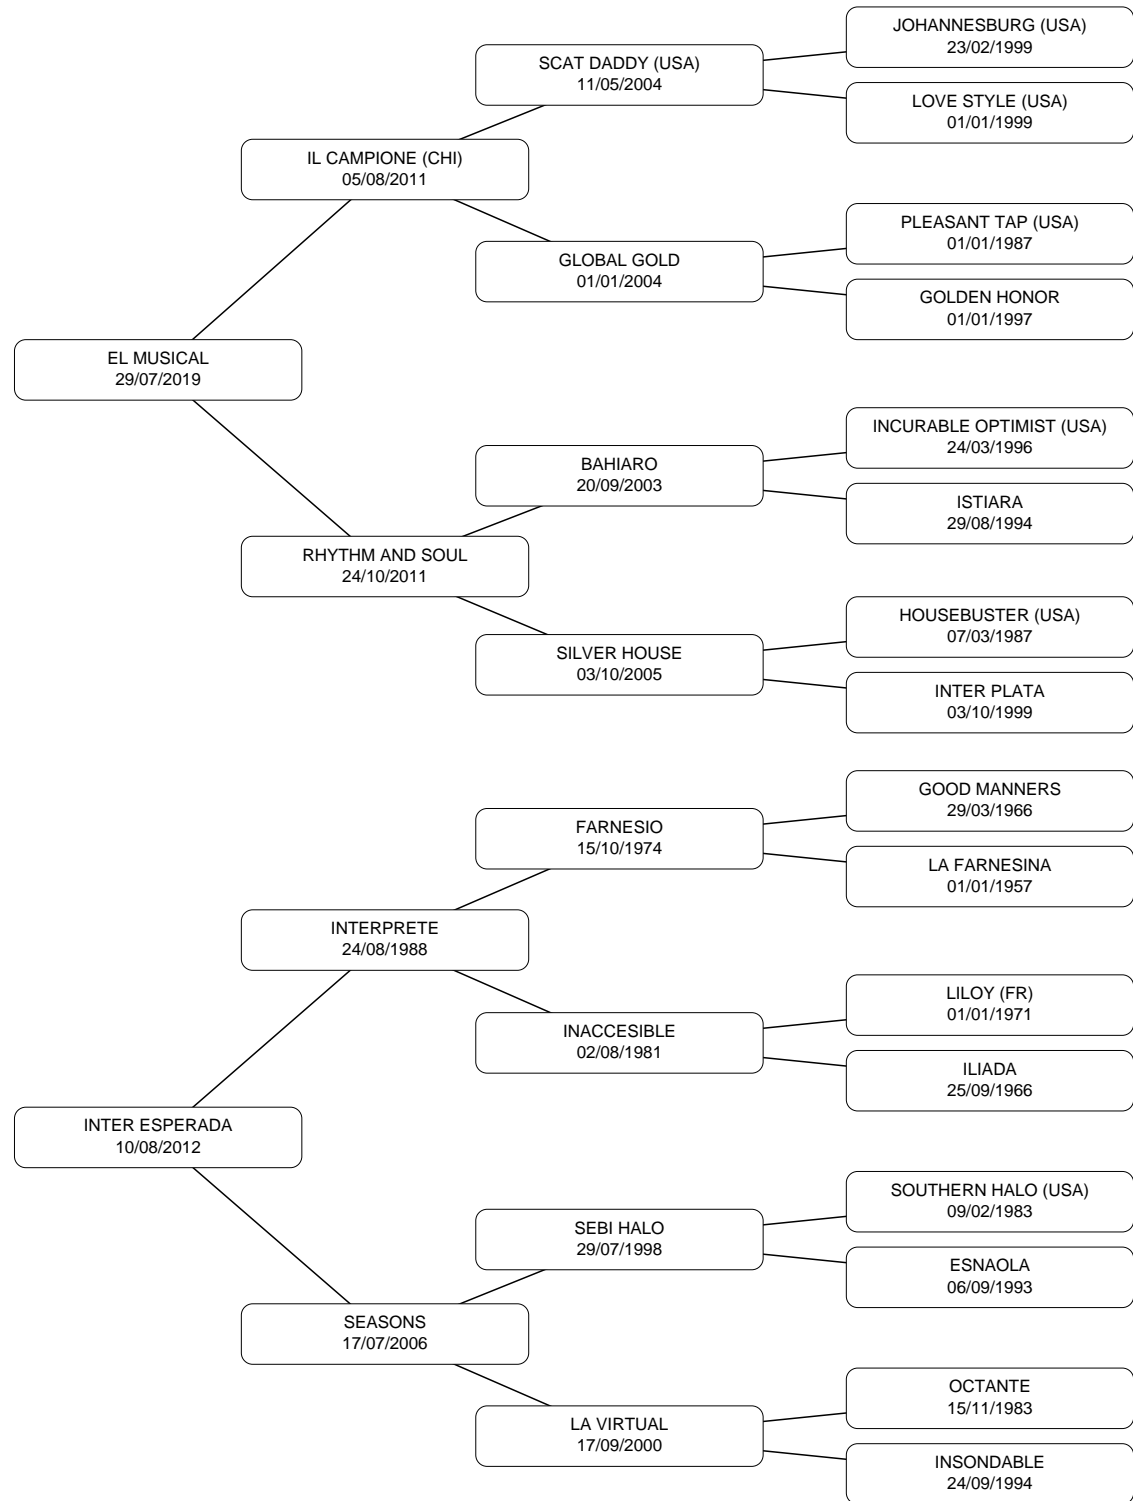 JOHANNESBURG (USA)
23/02/1999
SCAT DADDY (USA)
11/05/2004
LOVE STYLE (USA)
01/01/1999
IL CAMPIONE (CHI)
05/08/2011
PLEASANT TAP (USA)
01/01/1987
GLOBAL GOLD
01/01/2004
GOLDEN HONOR
01/01/1997
EL MUSICAL
29/07/2019
INCURABLE OPTIMIST (USA)
24/03/1996
BAHIARO
20/09/2003
ISTIARA
29/08/1994
RHYTHM AND SOUL
24/10/2011
HOUSEBUSTER (USA)
07/03/1987
SILVER HOUSE
03/10/2005
INTER PLATA
03/10/1999
GOOD MANNERS
29/03/1966
FARNESIO
15/10/1974
LA FARNESINA
01/01/1957
INTERPRETE
24/08/1988
LILOY (FR)
01/01/1971
INACCESIBLE
02/08/1981
ILIADA
25/09/1966
INTER ESPERADA
10/08/2012
SOUTHERN HALO (USA)
09/02/1983
SEBI HALO
29/07/1998
ESNAOLA
06/09/1993
SEASONS
17/07/2006
OCTANTE
15/11/1983
LA VIRTUAL
17/09/2000
INSONDABLE
24/09/1994